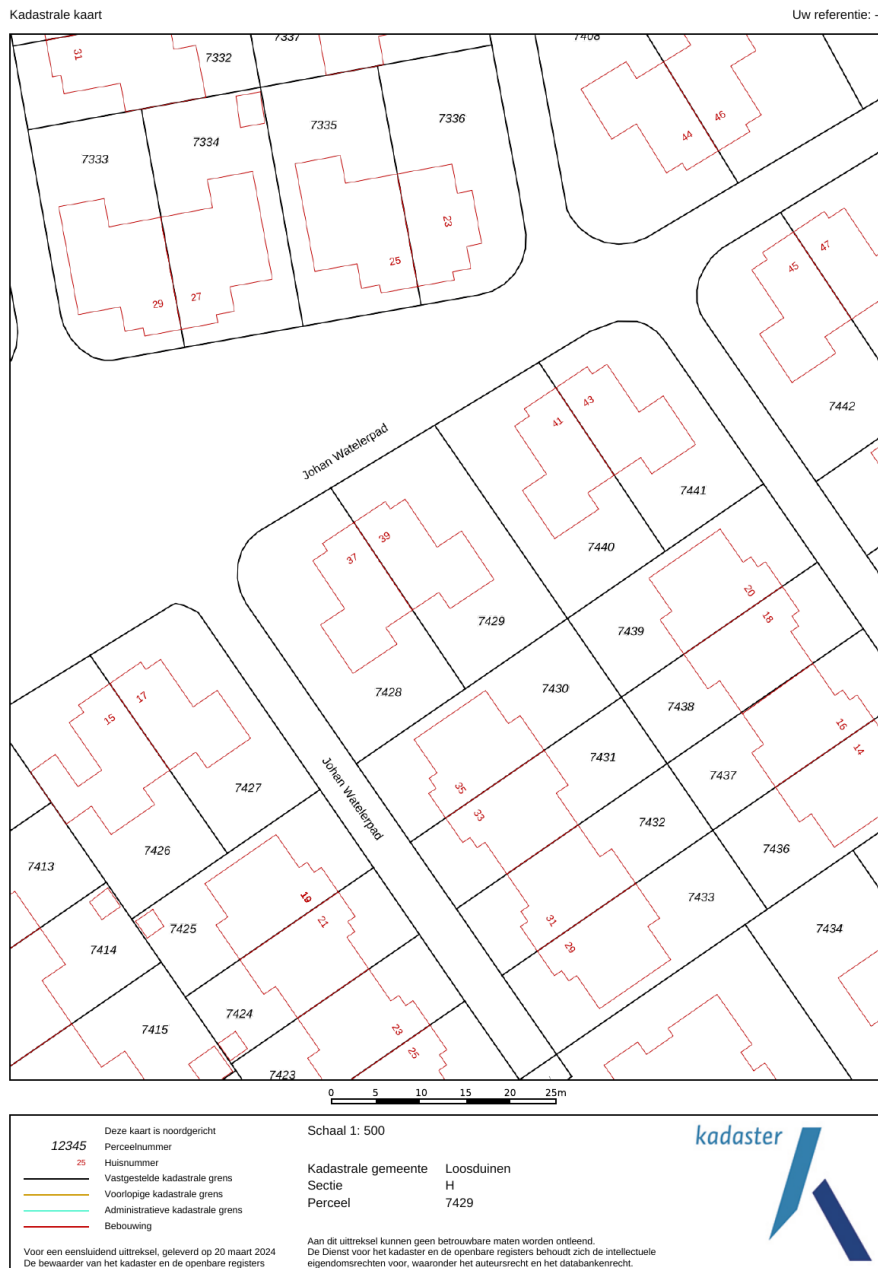 Kadastrale kaart
Uw referentie: -
7337
7408
31
7332
46
44
7335
7336
7334
7333
23
47
45
25
27
29
7442
43
41
Johan Watelerpad
7441
39
7440
37
20
18
7429
7439
7428
7430
17
15
7438
16
14
7431
Johan Watelerpad
7437
7427
35
33
7432
7436
7426
7413
19
7433
31
21
7425
7434
29
7414
7424
23
7415
25
7423
0 5 10 15 20 25m
Deze kaart is noordgericht
12345 Perceelnummer
25 Huisnummer
Vastgestelde kadastrale grens
Voorlopige kadastrale grens
Administratieve kadastrale grens
Bebouwing
Voor een eensluidend uittreksel, geleverd op 20 maart 2024
De bewaarder van het kadaster en de openbare registers
Schaal 1: 500
Kadastrale gemeente Loosduinen
Sectie H
Perceel 7429
Aan dit uittreksel kunnen geen betrouwbare maten worden ontleend.
De Dienst voor het kadaster en de openbare registers behoudt zich de intellectuele
eigendomsrechten voor, waaronder het auteursrecht en het databankenrecht.
kadaster